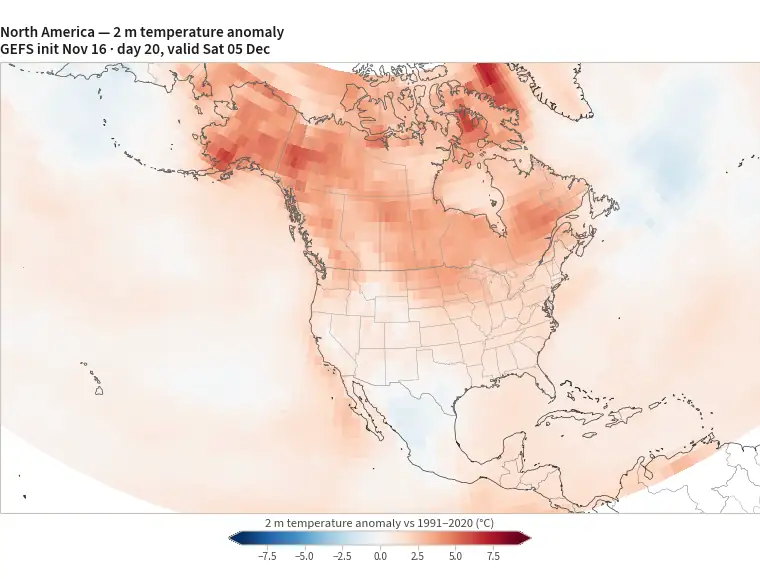 North America — 2 m temperature anomaly
GEFS init Nov 16 · day 20, valid Sat 05 Dec
2 m temperature anomaly vs 1991–2020 (°C)
−7.5 −5.0 −2.5 0.0 2.5 5.0 7.5